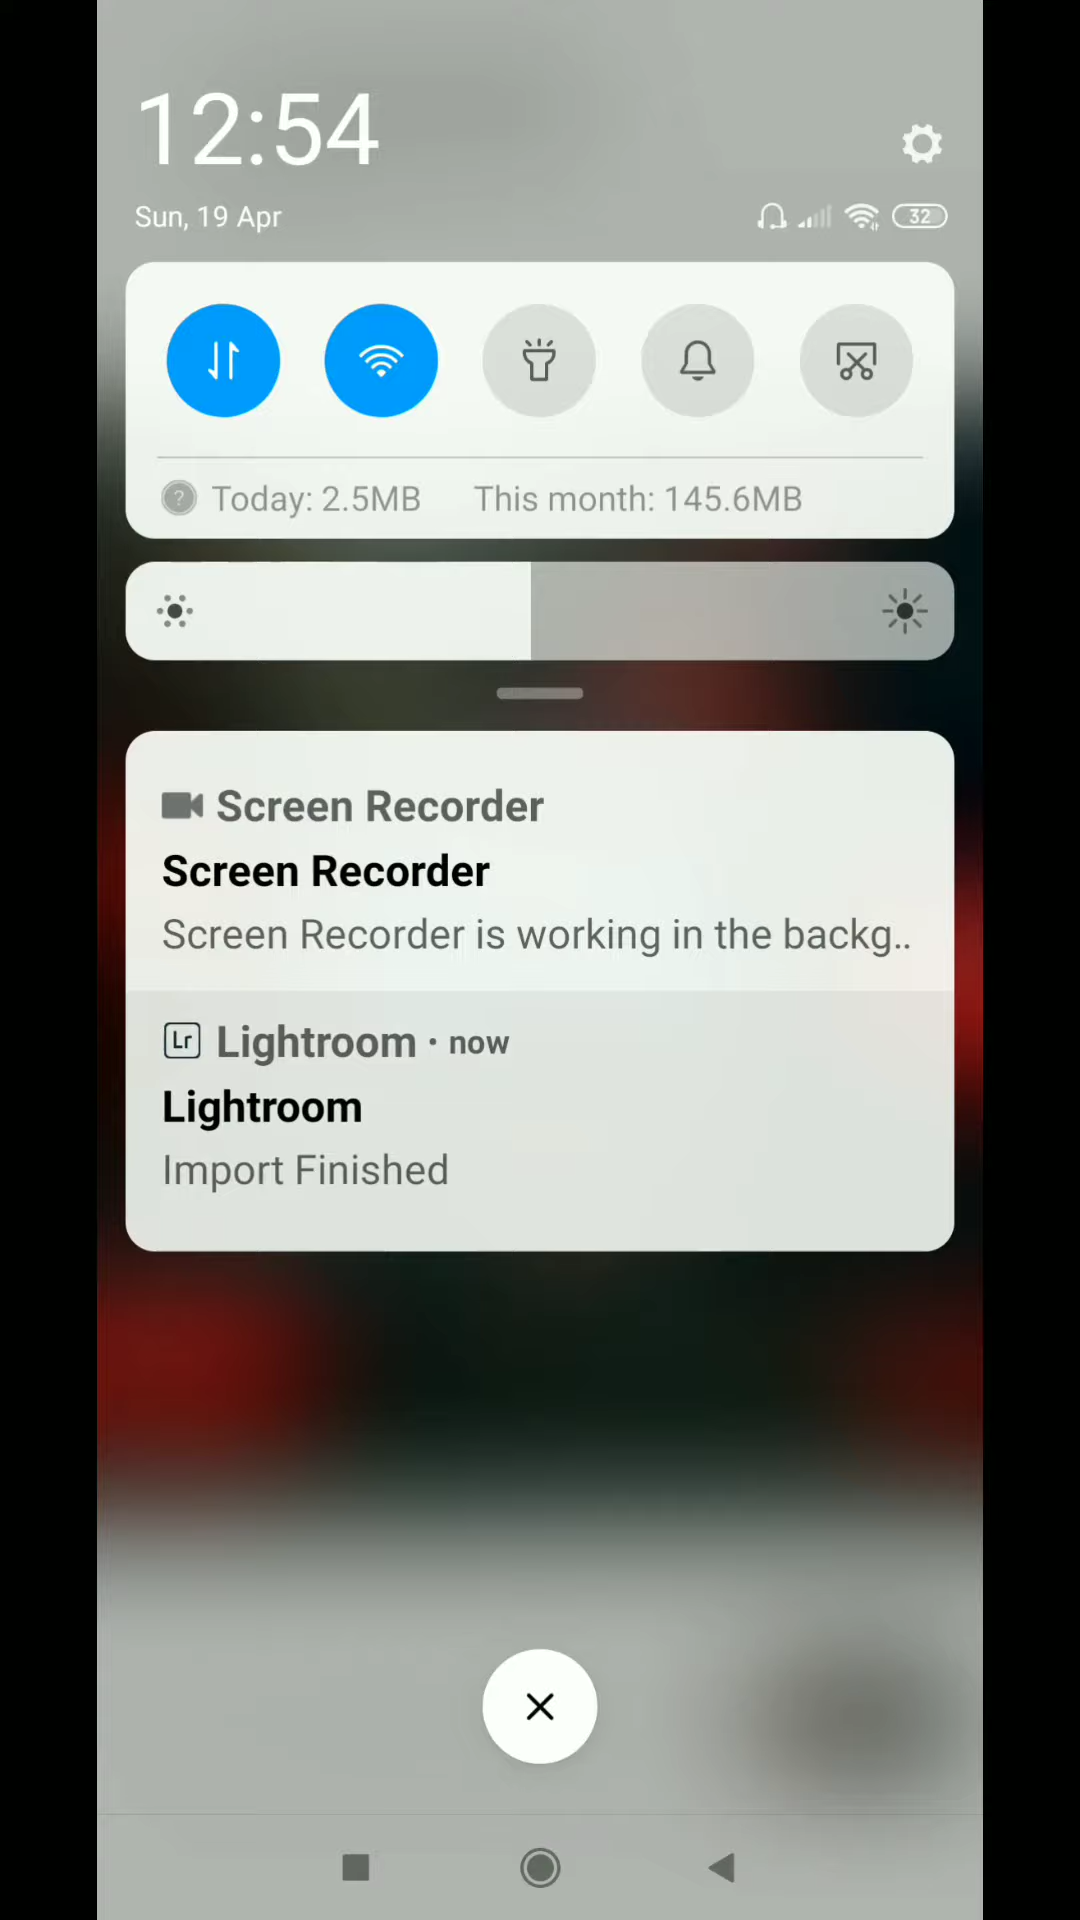 12:54
Sun, 19 Apr
32
? Today: 2.5MB This month: 145.6MB
Screen Recorder
Screen Recorder
Screen Recorder is working in the backg..
Lr Lightroom · now
Lightroom
Import Finished